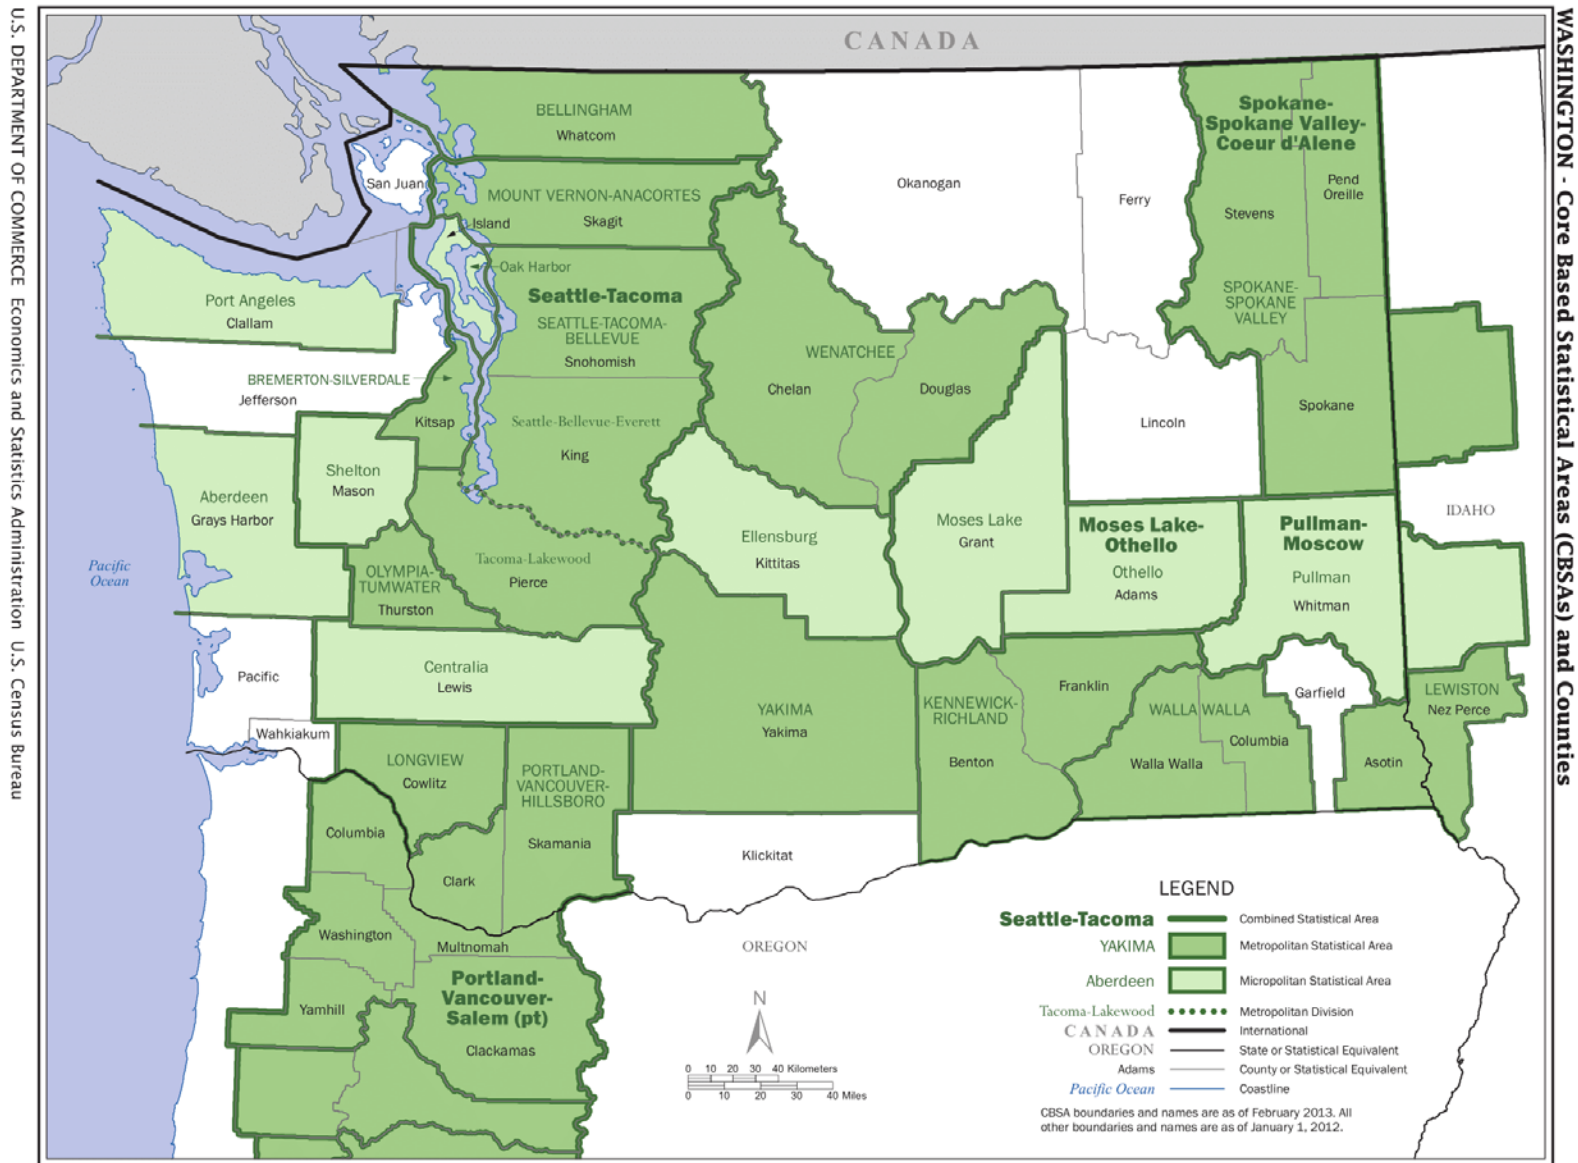 WASHINGTON - Core Based Statistical Areas (CBSAs) and Counties
U.S. DEPARTMENT OF COMMERCE Economics and Statistics Administration U.S. Census Bureau
CANADA
BELLINGHAM
Whatcom
San Juan
MOUNT VERNON-ANACORTES
Skagit
Island
Oak Harbor
Seattle-Tacoma
SEATTLE-TACOMA-
BELLEVUE
Snohomish
Port Angeles
Clallam
BREMERTON-SILVERDALE
Jefferson
Kitsap
Seattle-Bellevue-Everett
King
Shelton
Mason
Aberdeen
Grays Harbor
Pacific
Ocean
OLYMPIA-
TUMWATER
Thurston
Tacoma-Lakewood
Pierce
Centralia
Lewis
Pacific
Wahkiakum
LONGVIEW
Cowlitz
PORTLAND-
VANCOUVER-
HILLSBORO
Skamania
Columbia
Clark
Washington
Multnomah
Yamhill
Portland-
Vancouver-
Salem (pt)
Clackamas
Okanogan
Ferry
Spokane-
Spokane Valley-
Coeur d'Alene
Stevens
Pend
Oreille
SPOKANE-
SPOKANE
VALLEY
Spokane
WENATCHEE
Chelan
Douglas
Lincoln
Ellensburg
Kittitas
Moses Lake
Grant
Moses Lake-
Othello
Othello
Adams
Pullman-
Moscow
Pullman
Whitman
IDAHO
YAKIMA
Yakima
KENNEWICK-
RICHLAND
Benton
Franklin
WALLA WALLA
Walla Walla
Columbia
Garfield
Asotin
LEWISTON
Nez Perce
Klickitat
OREGON
N
0 10 20 30 40 Kilometers
0 10 20 30 40 Miles
LEGEND
Seattle-Tacoma Combined Statistical Area
YAKIMA Metropolitan Statistical Area
Aberdeen Micropolitan Statistical Area
Tacoma-Lakewood Metropolitan Division
CANADA International
OREGON State or Statistical Equivalent
Adams County or Statistical Equivalent
Pacific Ocean Coastline
CBSA boundaries and names are as of February 2013. All
other boundaries and names are as of January 1, 2012.